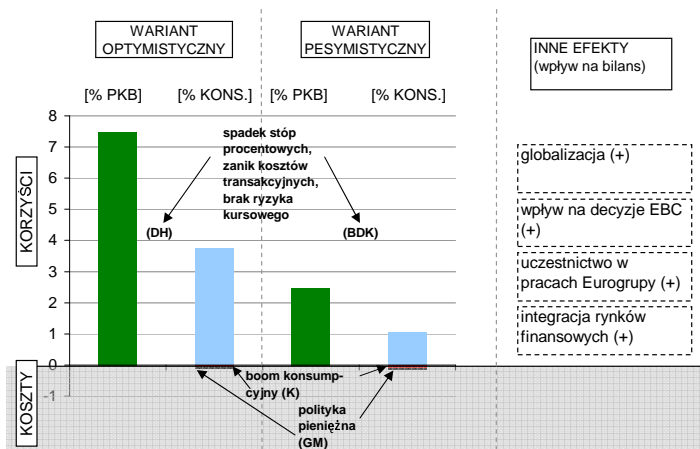 WARIANT
OPTYMISTYCZNY
WARIANT
PESYMISTYCZNY
INNE EFEKTY
(wpływ na bilans)
[% PKB]
[% KONS.]
[% PKB]
[% KONS.]
8
7
6
5
4
3
2
1
0
-1
KORZYŚCI
KOSZTY
spadek stóp
procentowych,
zanik kosztów
transakcyjnych,
brak ryzyka
kursowego
(DH)
(BDK)
boom konsump-
cyjny (K)
polityka
pieniężna
(GM)
globalizacja (+)
wpływ na decyzje EBC
(+)
uczestnictwo w
pracach Eurogrupy (+)
integracja rynków
finansowych (+)